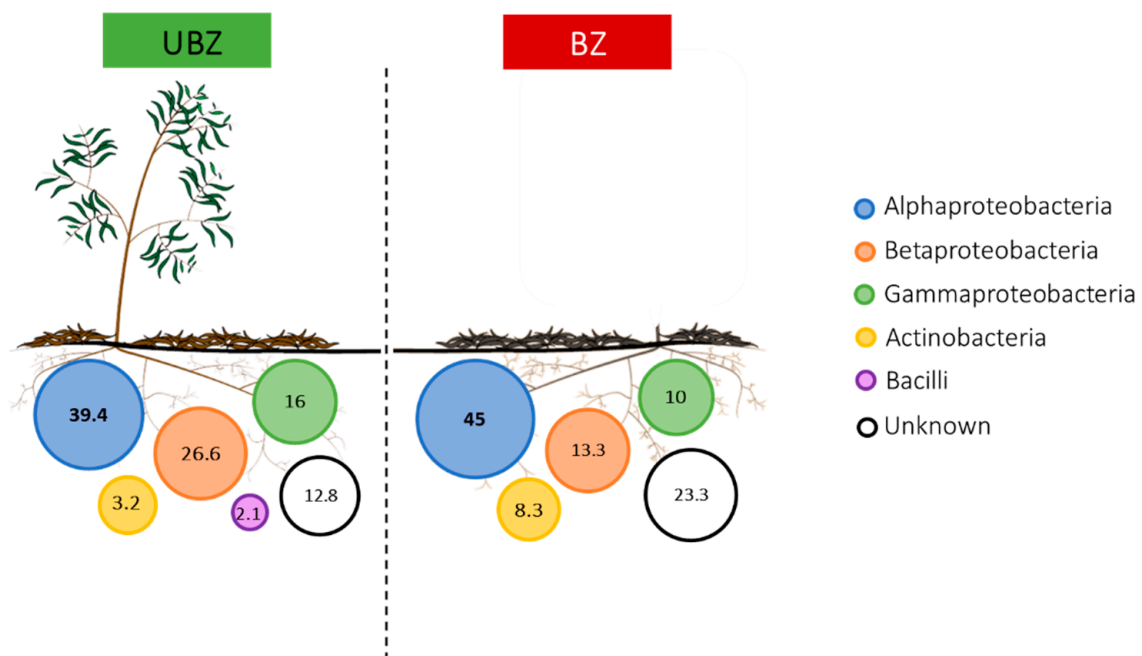 UBZ
BZ
39.4
26.6
16
3.2
2.1
12.8
45
13.3
10
8.3
23.3
Alphaproteobacteria
Betaproteobacteria
Gammaproteobacteria
Actinobacteria
Bacilli
Unknown